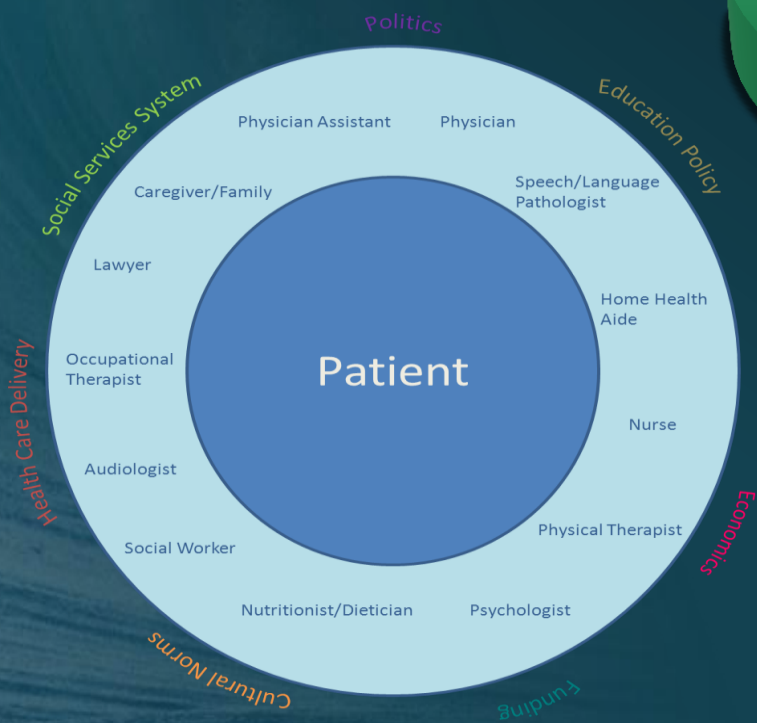 Politics
Education Policy
Economics
Funding
Cultural Norms
Health Care Delivery
Social Services System
Physician Assistant
Physician
Speech/Language
Pathologist
Home Health
Aide
Nurse
Physical Therapist
Psychologist
Nutritionist/Dietician
Social Worker
Audiologist
Occupational
Therapist
Lawyer
Caregiver/Family
Patient